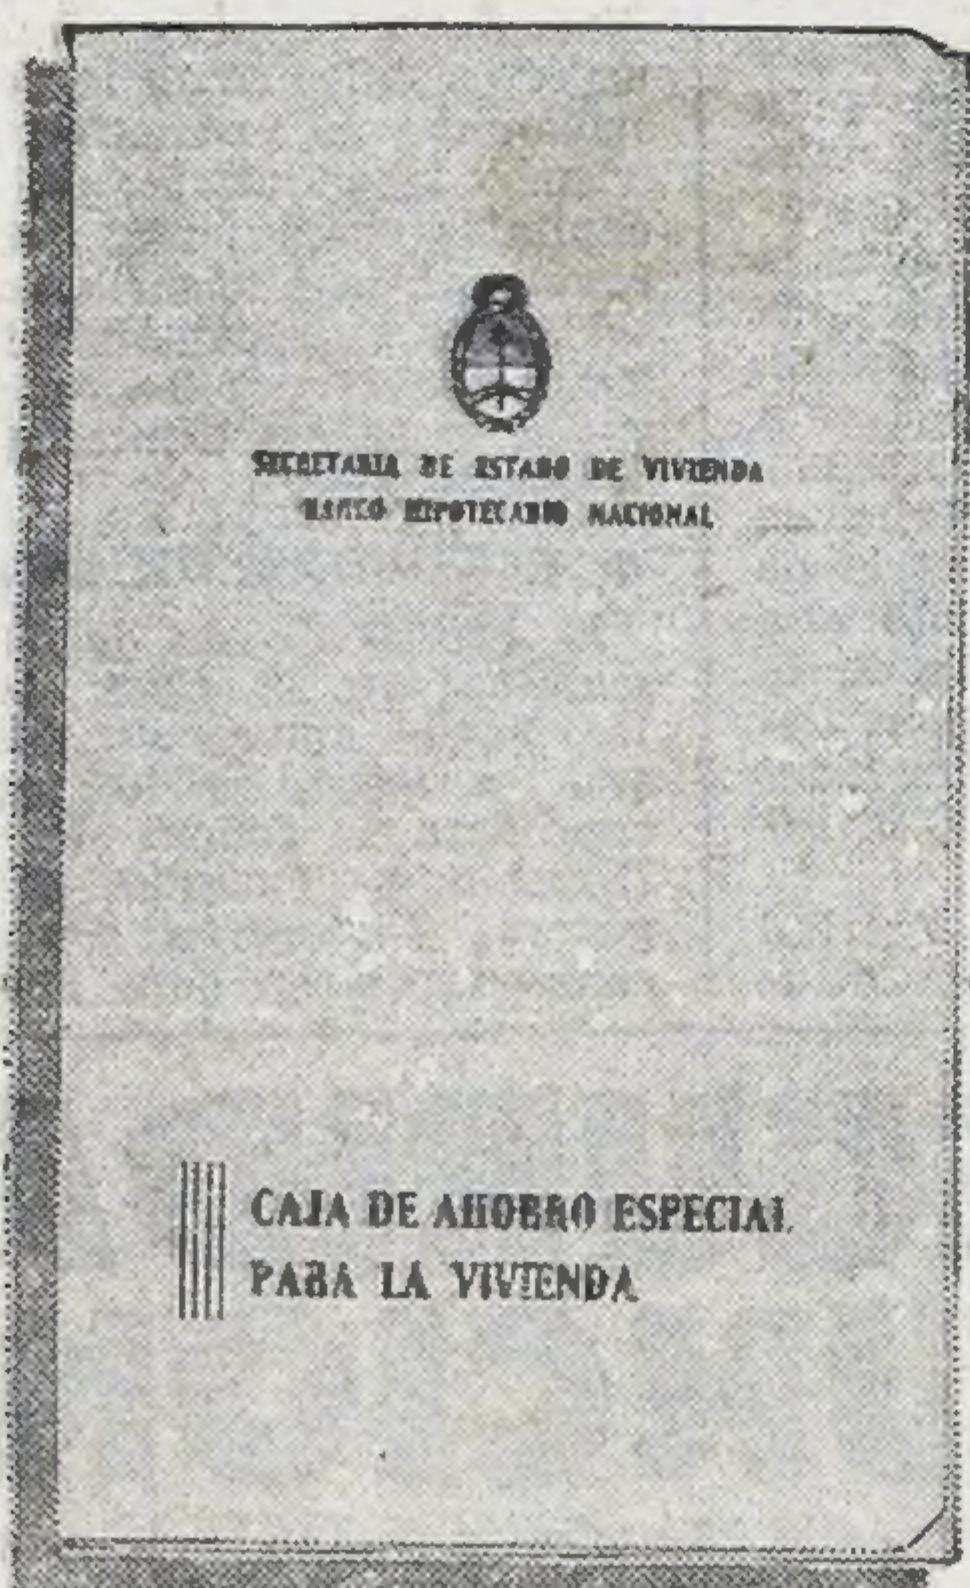 SECRETARIA DE ESTADO DE VIVIENDA
BANCO HIPOTECARIO NACIONAL
CAJA DE AHORRO ESPECIAL
PARA LA VIVIENDA